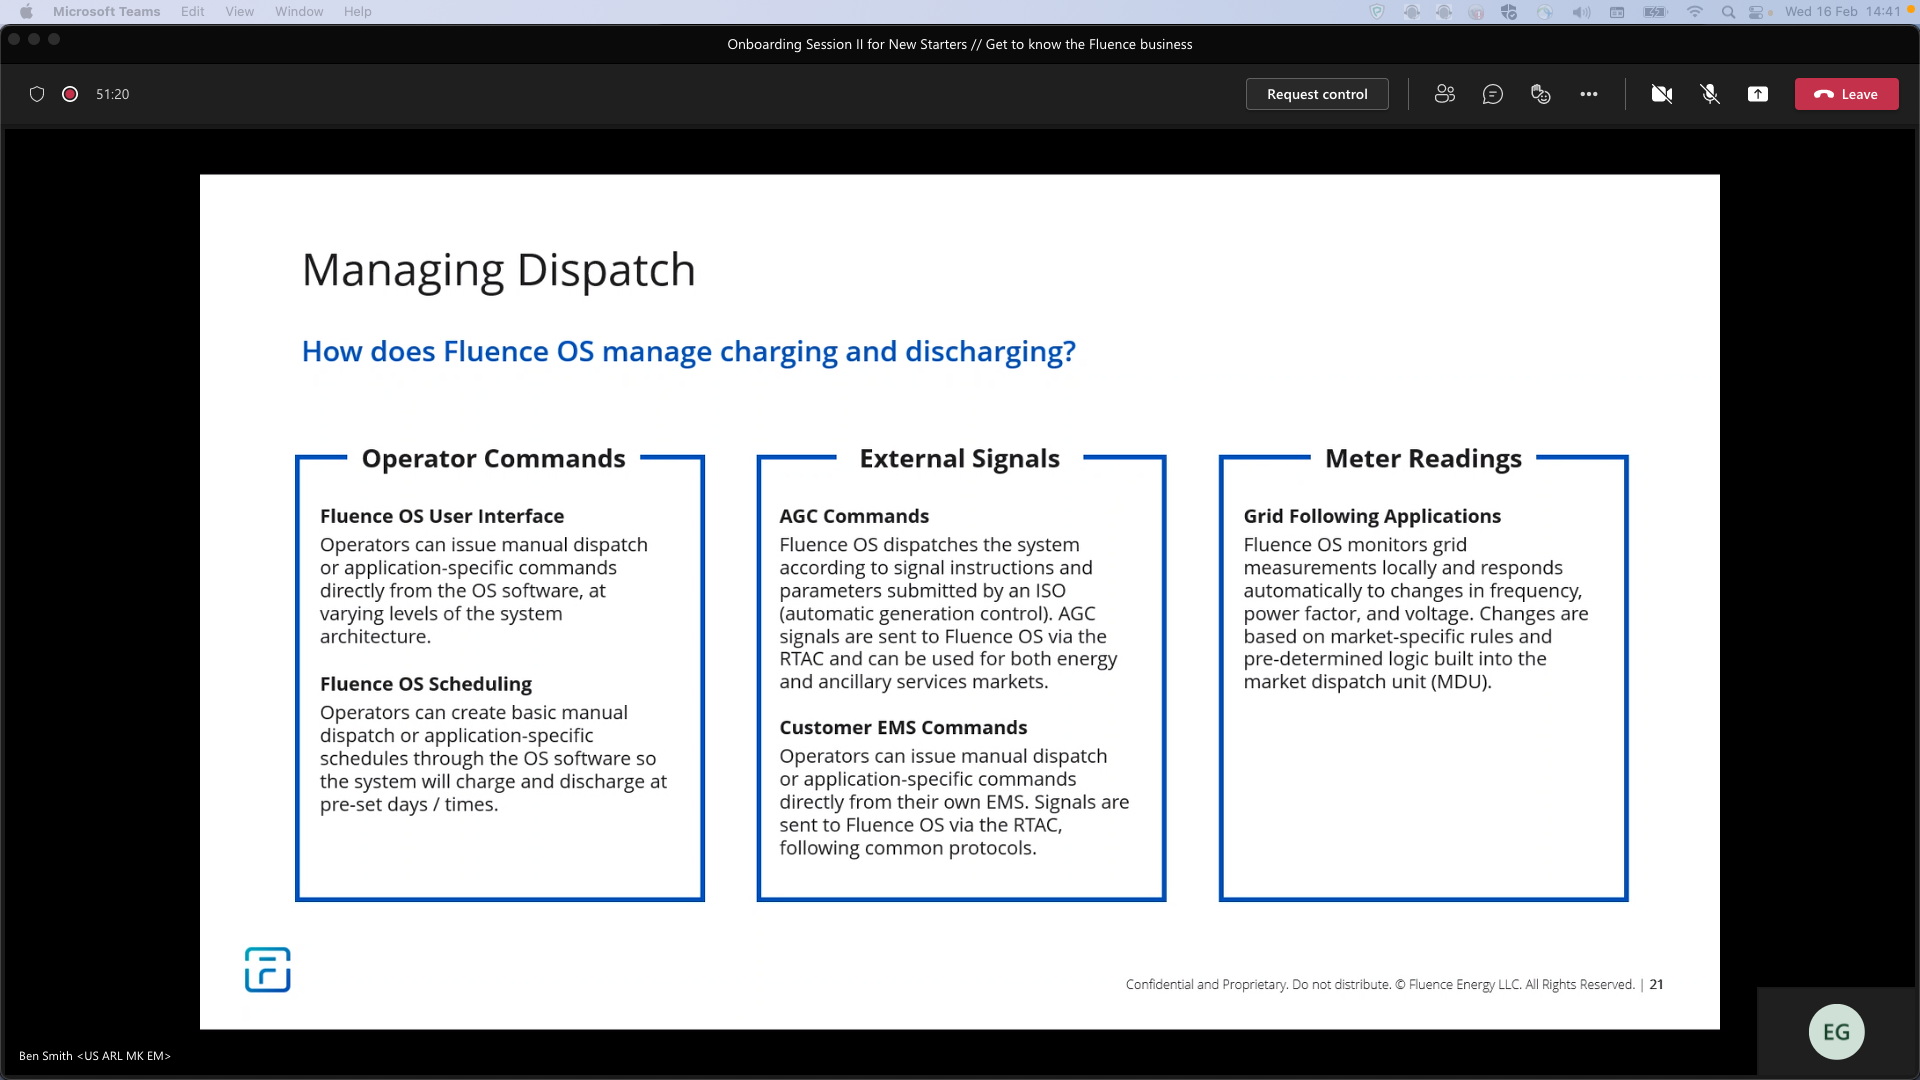 Microsoft Teams Edit View Window Help Wed 16 Feb 14:41
Onboarding Session II for New Starters // Get to know the Fluence business
51:20 Request control Leave
Managing Dispatch
How does Fluence OS manage charging and discharging?
Operator Commands
Fluence OS User Interface
Operators can issue manual dispatch
or application-specific commands
directly from the OS software, at
varying levels of the system
architecture.
Fluence OS Scheduling
Operators can create basic manual
dispatch or application-specific
schedules through the OS software so
the system will charge and discharge at
pre-set days / times.
External Signals
AGC Commands
Fluence OS dispatches the system
according to signal instructions and
parameters submitted by an ISO
(automatic generation control). AGC
signals are sent to Fluence OS via the
RTAC and can be used for both energy
and ancillary services markets.
Customer EMS Commands
Operators can issue manual dispatch
or application-specific commands
directly from their own EMS. Signals are
sent to Fluence OS via the RTAC,
following common protocols.
Meter Readings
Grid Following Applications
Fluence OS monitors grid
measurements locally and responds
automatically to changes in frequency,
power factor, and voltage. Changes are
based on market-specific rules and
pre-determined logic built into the
market dispatch unit (MDU).
Confidential and Proprietary. Do not distribute. © Fluence Energy LLC. All Rights Reserved. | 21
EG
Ben Smith <US ARL MK EM>